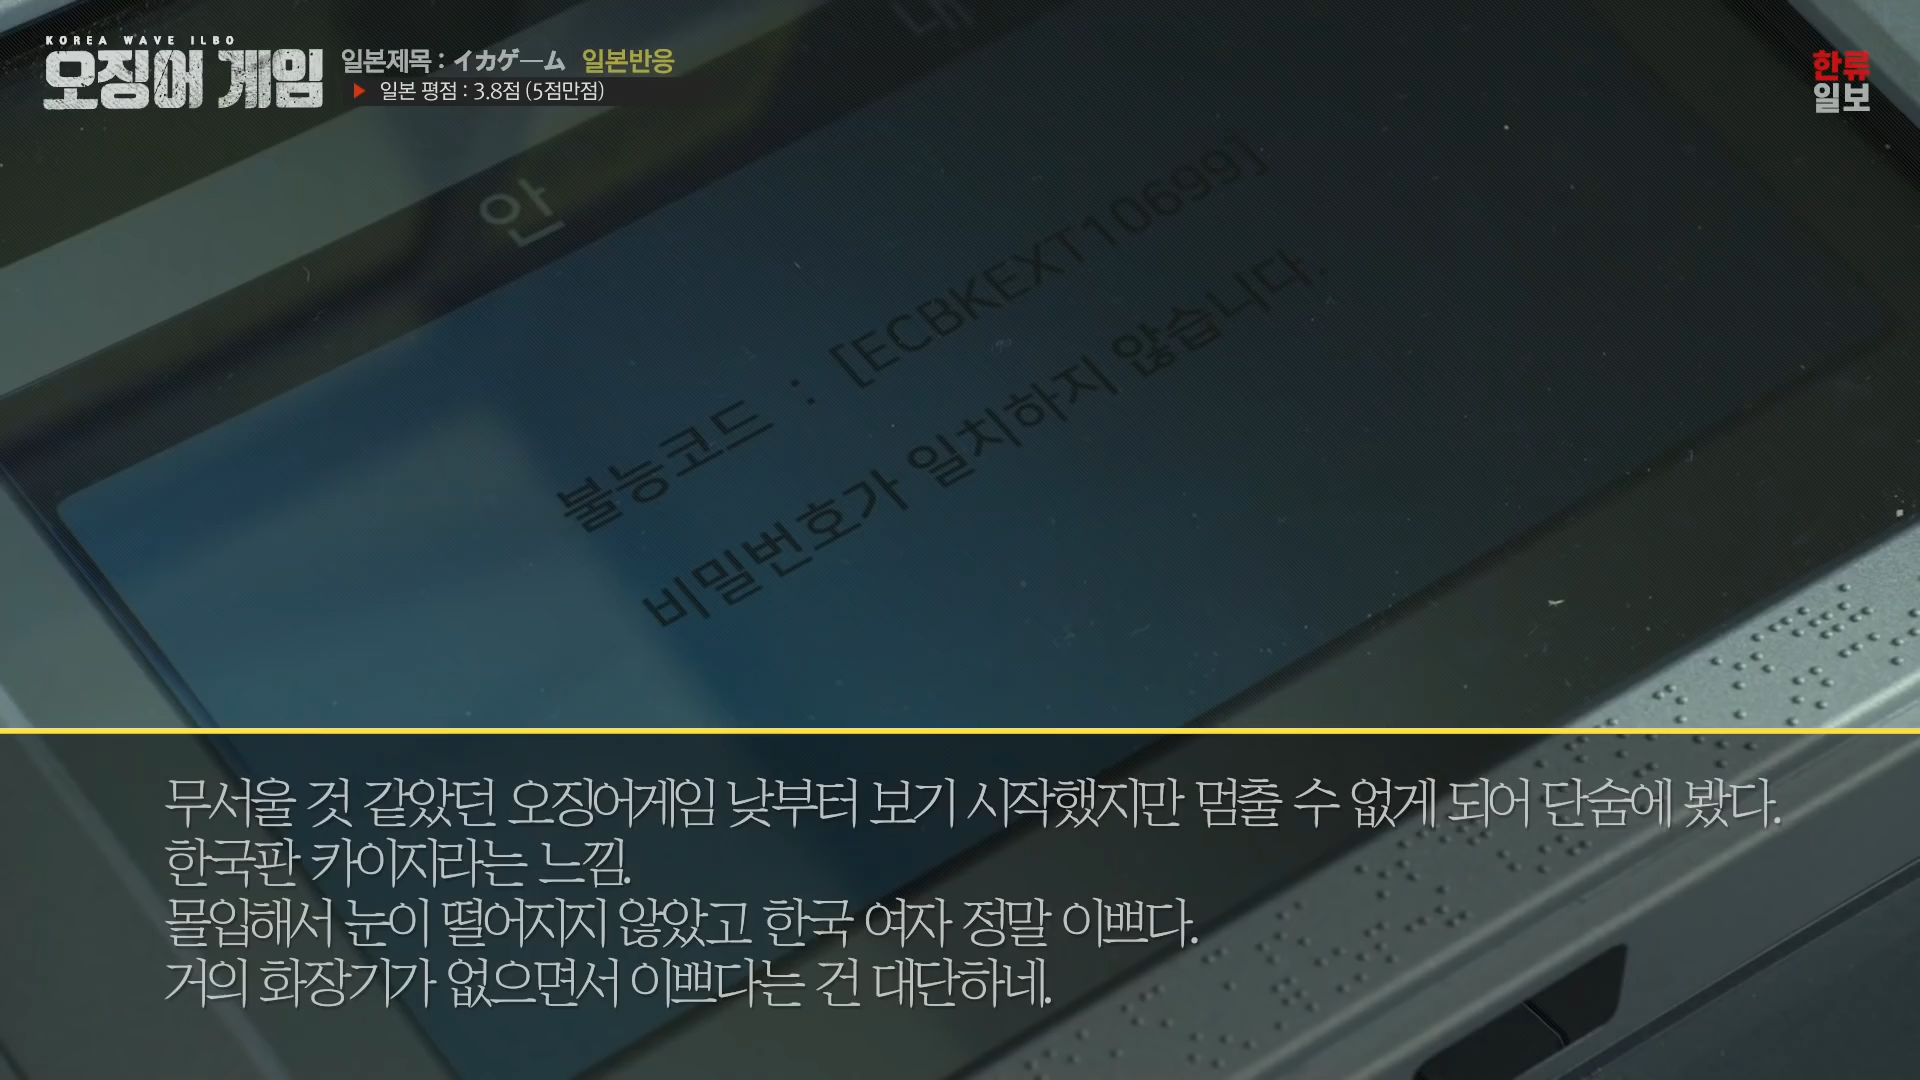 KOREA WAVE ILBO
오징어 게임
일본제목 : イカゲーム 일본반응
일본 평점 : 3.8점 (5점만점)
한류
일보
안
내
불능코드 : [ECBKEXT10699]
비밀번호가 일치하지 않습니다.
무서울 것 같았던 오징어게임 낮부터 보기 시작했지만 멈출 수 없게 되어 단숨에 봤다.
한국판 카이지라는 느낌.
몰입해서 눈이 떨어지지 않았고 한국 여자 정말 이쁘다.
거의 화장기가 없으면서 이쁘다는 건 대단하네.